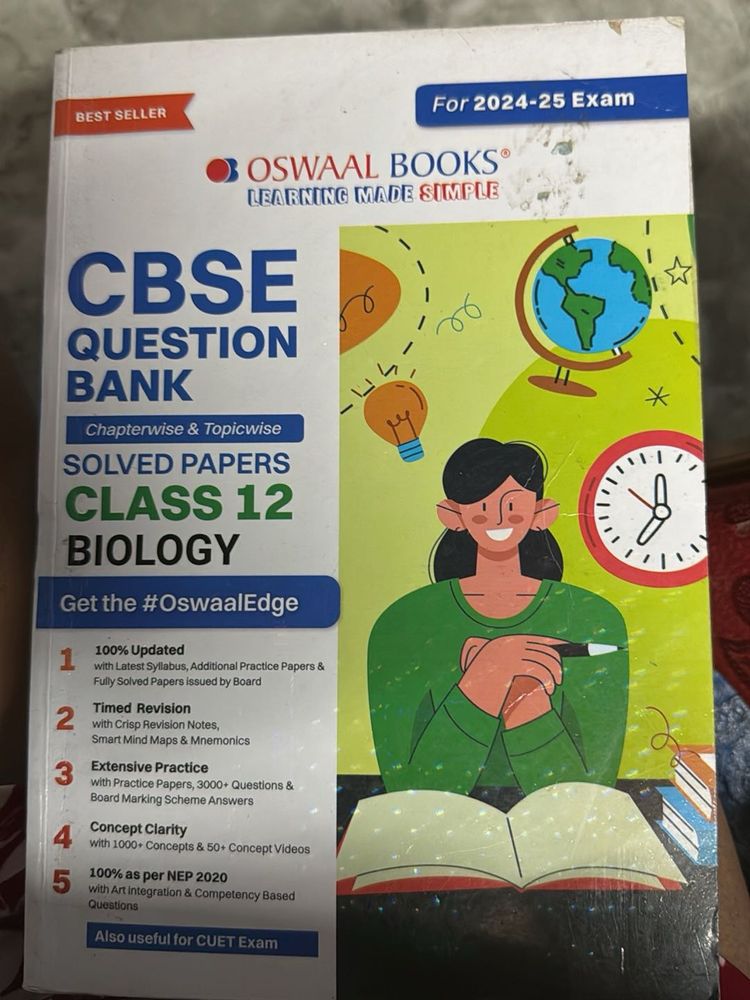 BEST SELLER
For 2024-25 Exam
OSWAAL BOOKS®
LEARNING MADE SIMPLE
CBSE
QUESTION
BANK
Chapterwise & Topicwise
SOLVED PAPERS
CLASS 12
BIOLOGY
Get the #OswaalEdge
1 100% Updated
with Latest Syllabus, Additional Practice Papers &
Fully Solved Papers issued by Board
2 Timed Revision
with Crisp Revision Notes,
Smart Mind Maps & Mnemonics
3 Extensive Practice
with Practice Papers, 3000+ Questions &
Board Marking Scheme Answers
4 Concept Clarity
with 1000+ Concepts & 50+ Concept Videos
5 100% as per NEP 2020
with Art Integration & Competency Based
Questions
Also useful for CUET Exam